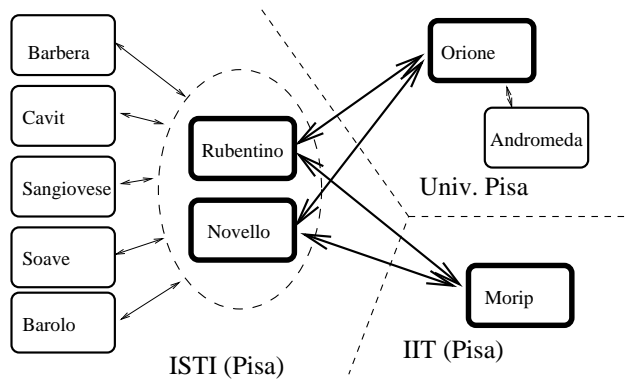 Barbera
Cavit
Sangiovese
Soave
Barolo
Rubentino
Novello
ISTI (Pisa)
Orione
Andromeda
Univ. Pisa
Morip
IIT (Pisa)